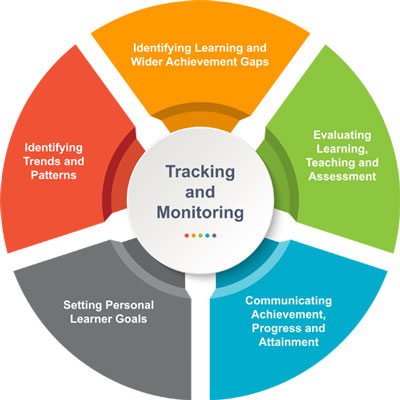 Identifying Learning and
Wider Achievement Gaps
Evaluating
Learning,
Teaching and
Assessment
Communicating
Achievement,
Progress and
Attainment
Setting Personal
Learner Goals
Identifying
Trends and
Patterns
Tracking
and
Monitoring